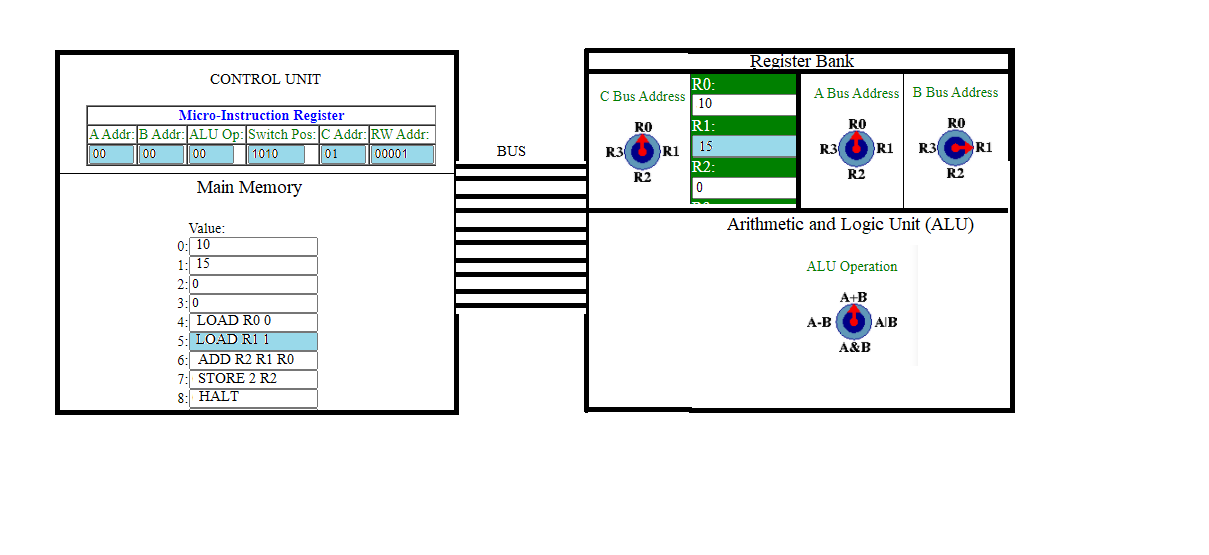 CONTROL UNIT
Micro-Instruction Register
A Addr: B Addr: ALU Op: Switch Pos: C Addr: RW Addr:
00 00 00 1010 01 00001
Main Memory
Value:
0: 10
1: 15
2: 0
3: 0
4: LOAD R0 0
5: LOAD R1 1
6: ADD R2 R1 R0
7: STORE 2 R2
8: HALT
BUS
Register Bank
C Bus Address
R0
R3 R1
R2
R0:
10
R1:
15
R2:
0
A Bus Address
R0
R3 R1
R2
B Bus Address
R0
R3 R1
R2
Arithmetic and Logic Unit (ALU)
ALU Operation
A+B
A-B A|B
A&B